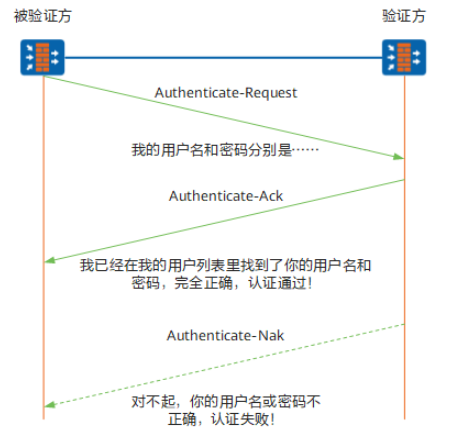 被验证方
验证方
Authenticate-Request
我的用户名和密码分别是……
Authenticate-Ack
我已经在我的用户列表里找到了你的用户名和
密码，完全正确，认证通过！
Authenticate-Nak
对不起，你的用户名或密码不
正确，认证失败！